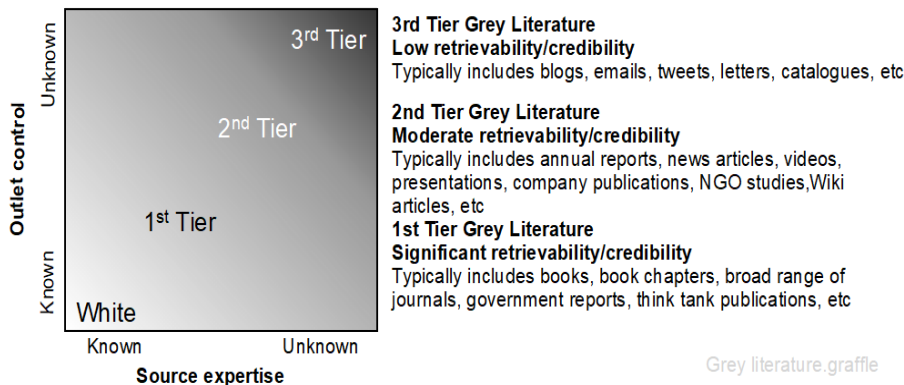 Outlet control
Unknown
Known
3rd Tier
2nd Tier
1st Tier
White
Known
Unknown
Source expertise
3rd Tier Grey Literature
Low retrievability/credibility
Typically includes blogs, emails, tweets, letters, catalogues, etc
2nd Tier Grey Literature
Moderate retrievability/credibility
Typically includes annual reports, news articles, videos,
presentations, company publications, NGO studies,Wiki
articles, etc
1st Tier Grey Literature
Significant retrievability/credibility
Typically includes books, book chapters, broad range of
journals, government reports, think tank publications, etc
Grey literature.graffle